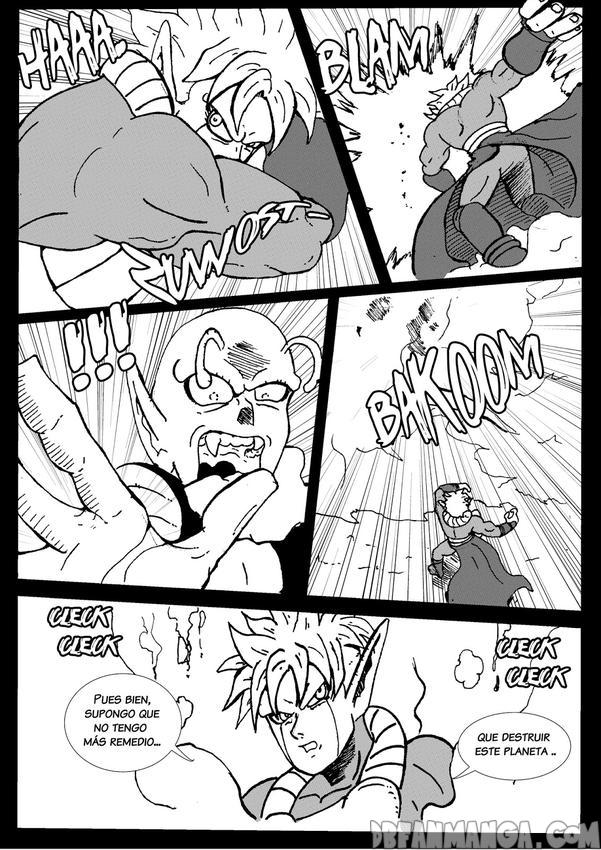 HAAA..
BLAM
ZUWOST-
!!!
BAKOOM
CLECK
CLECK
CLECK
CLECK
PUES BIEN,
SUPONGO QUE
NO TENGO
MÁS REMEDIO...
QUE DESTRUIR
ESTE PLANETA ..
DBFANMANGA.COM